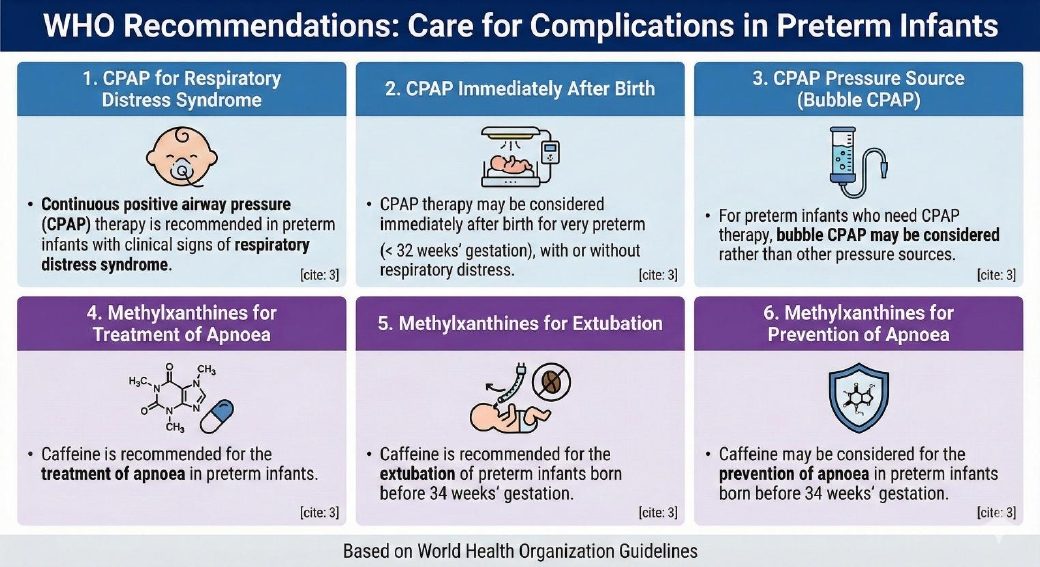 WHO Recommendations: Care for Complications in Preterm Infants
1. CPAP for Respiratory
Distress Syndrome
• Continuous positive airway pressure
(CPAP) therapy is recommended in preterm
infants with clinical signs of respiratory
distress syndrome.
[cite: 3]
2. CPAP Immediately After Birth
• CPAP therapy may be considered
immediately after birth for very preterm
(< 32 weeks' gestation), with or without
respiratory distress.
[cite: 3]
3. CPAP Pressure Source
(Bubble CPAP)
• For preterm infants who need CPAP
therapy, bubble CPAP may be considered
rather than other pressure sources.
[cite: 3]
4. Methylxanthines for
Treatment of Apnoea
O
CH₃
H₃C
N
N
O
N
N
CH₃
• Caffeine is recommended for the
treatment of apnoea in preterm infants.
[cite: 3]
5. Methylxanthines for Extubation
• Caffeine is recommended for the
extubation of preterm infants born
before 34 weeks' gestation.
[cite: 3]
6. Methylxanthines for
Prevention of Apnoea
• Caffeine may be considered for the
prevention of apnoea in preterm infants
born before 34 weeks' gestation.
[cite: 3]
Based on World Health Organization Guidelines